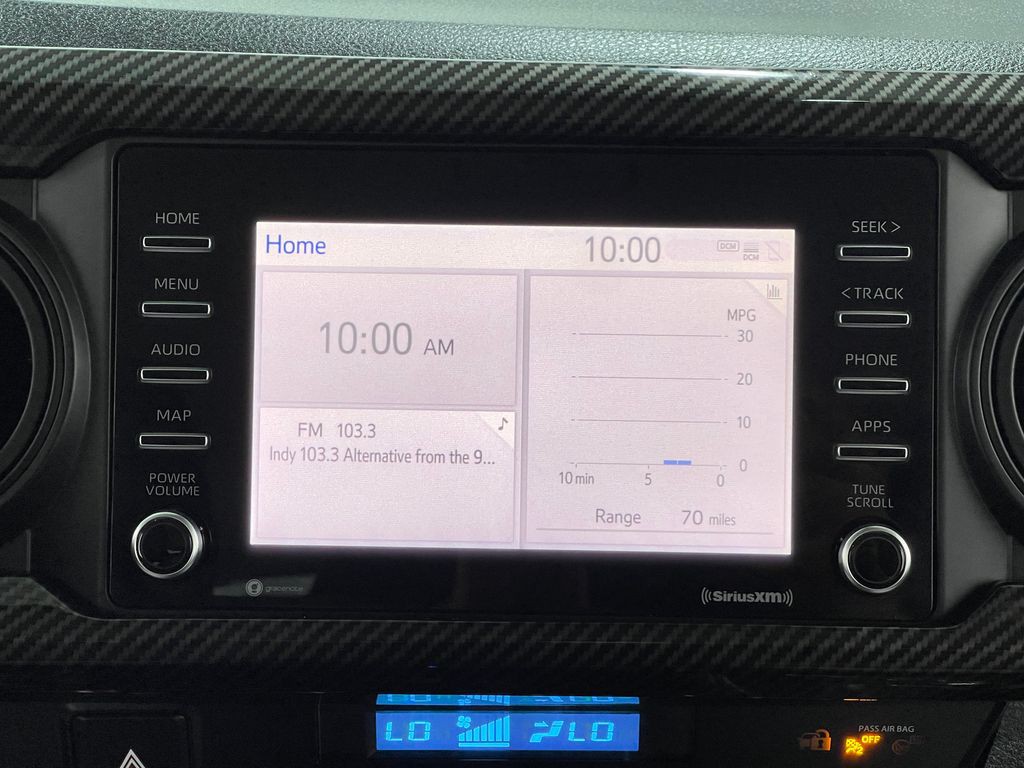 HOME
MENU
AUDIO
MAP
POWER
VOLUME
Home
10:00
DCM
DCM
10:00 AM
FM 103.3
Indy 103.3 Alternative from the 9...
MPG
30
20
10
0
10 min
5
0
Range 70 miles
SEEK >
< TRACK
PHONE
APPS
TUNE
SCROLL
gracenote
SiriusXM
LO LO
PASS AIR BAG
OFF
2